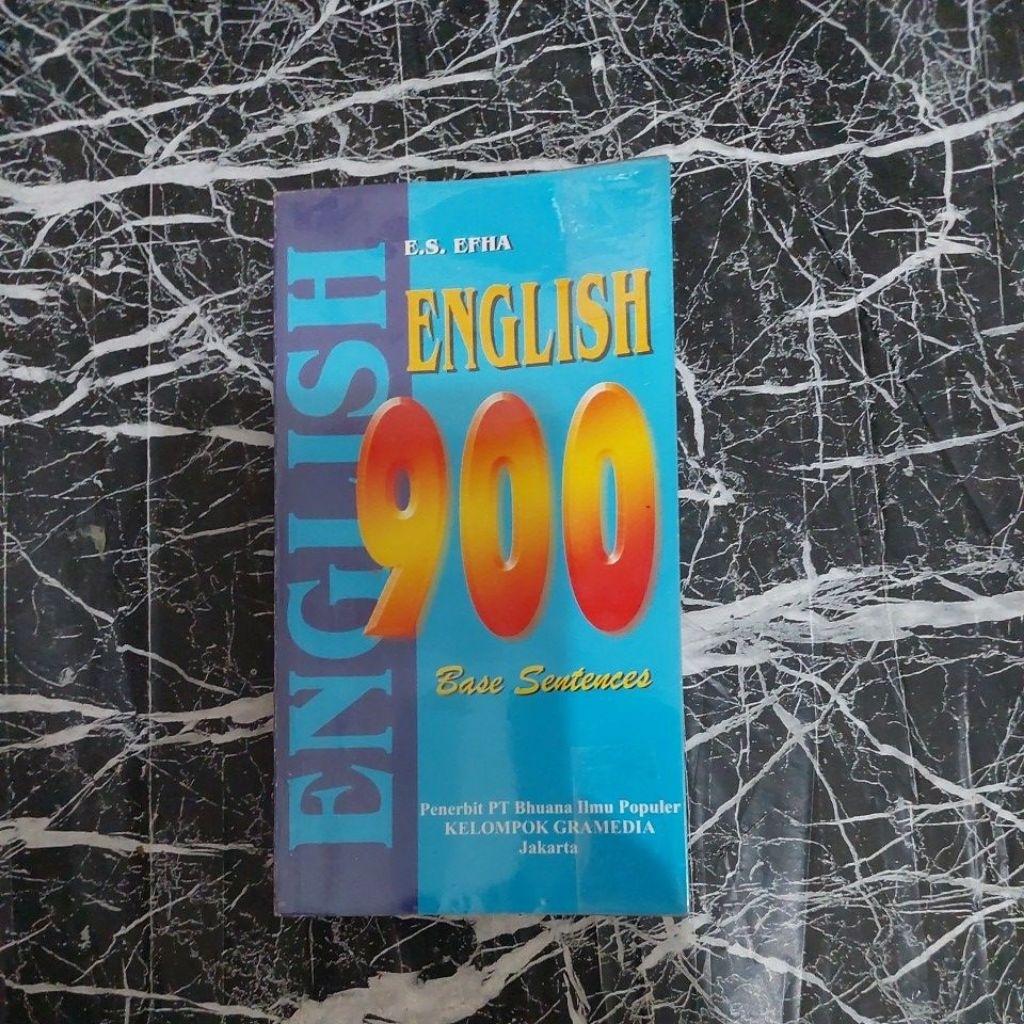 E.S. EFHA
ENGLISH
ENGLISH
900
Base Sentences
Penerbit PT Bhuana Ilmu Populer
KELOMPOK GRAMEDIA
Jakarta